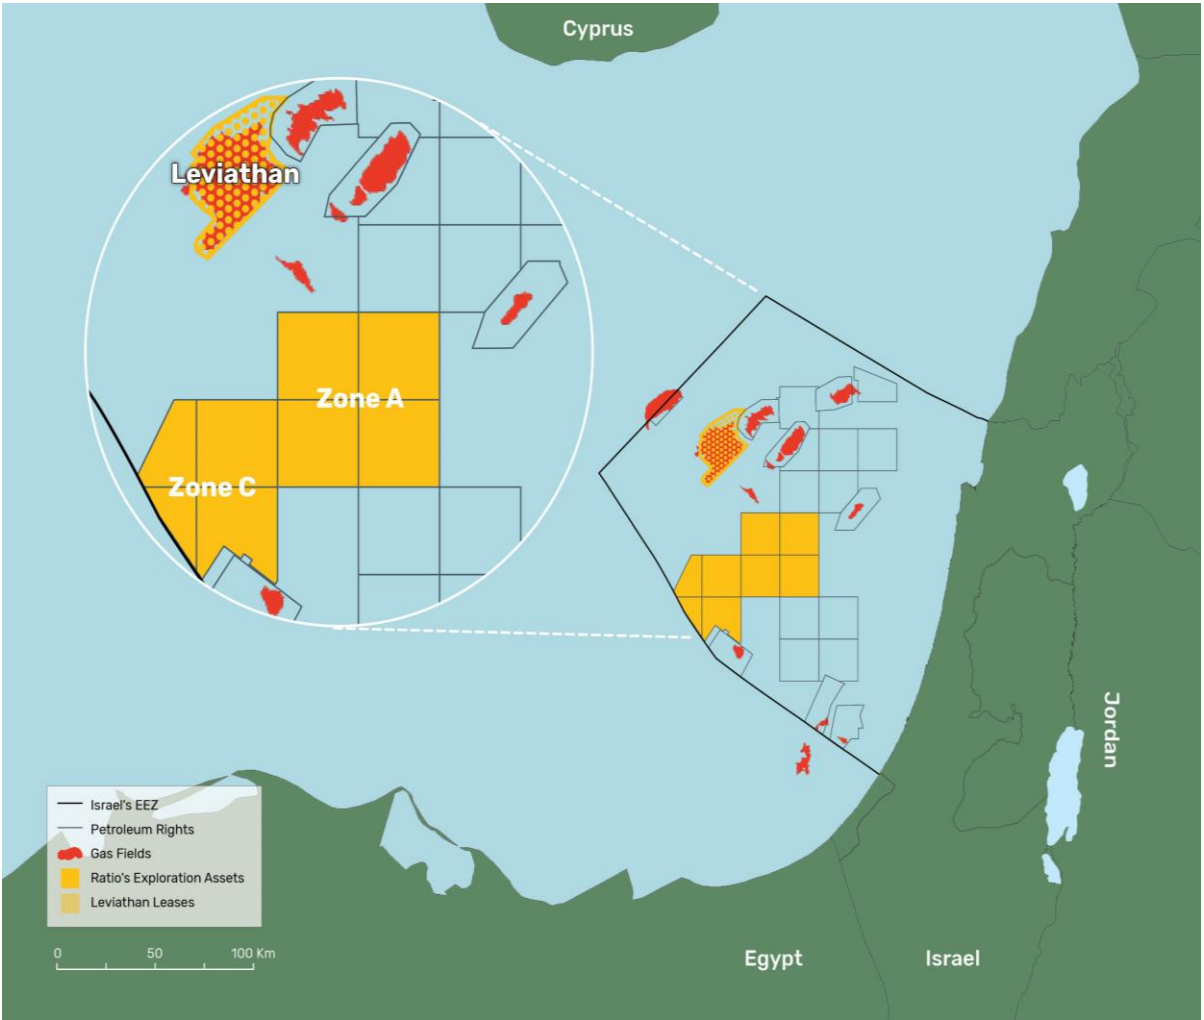 Cyprus
Leviathan
Zone A
Zone C
Jordan
Israel's EEZ
Petroleum Rights
Gas Fields
Ratio's Exploration Assets
Leviathan Leases
0 50 100 Km
Egypt Israel